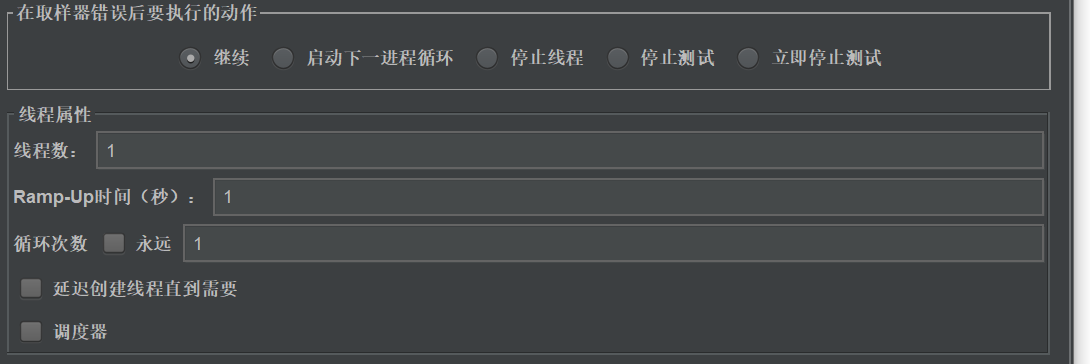 在取样器错误后要执行的动作
继续 启动下一进程循环 停止线程 停止测试 立即停止测试
线程属性
线程数： 1
Ramp-Up时间（秒）： 1
循环次数 永远 1
延迟创建线程直到需要
调度器